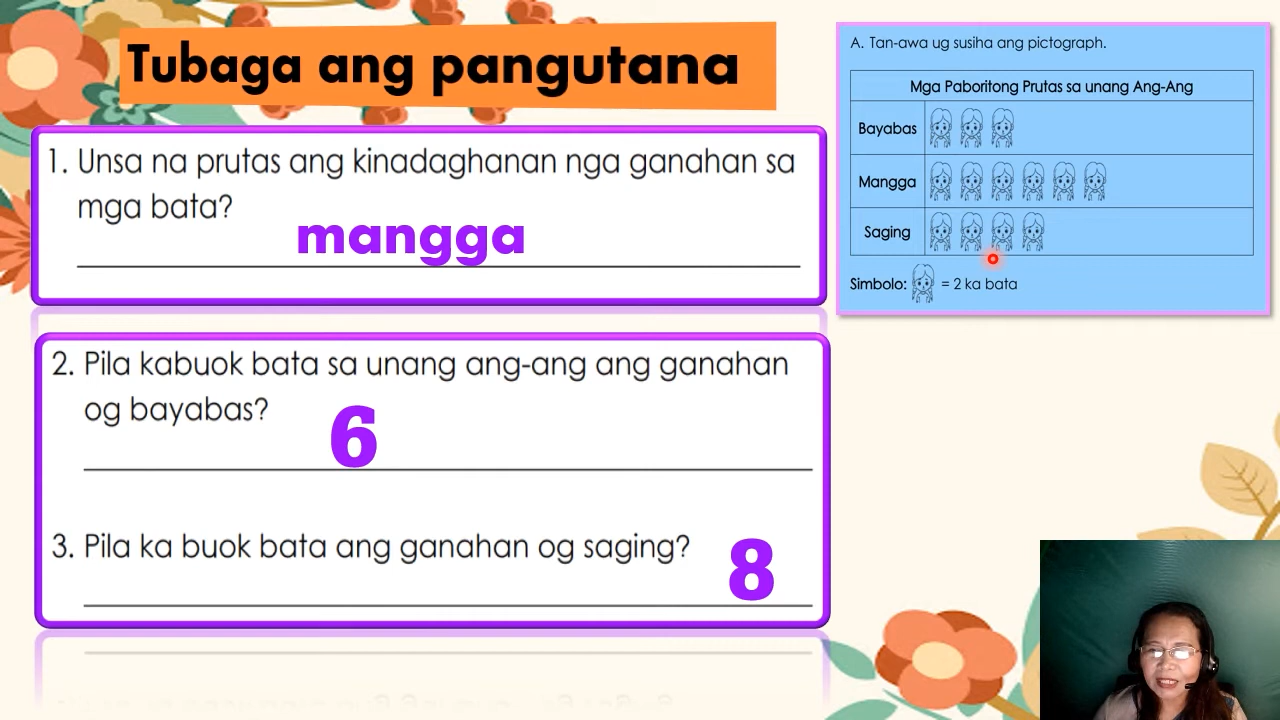 Tubaga ang pangutana
1. Unsa na prutas ang kinadaghanan nga ganahan sa
mga bata?
mangga
2. Pila kabuok bata sa unang ang-ang ang ganahan
og bayabas?
6
3. Pila ka buok bata ang ganahan og saging?
8
A. Tan-awa ug susiha ang pictograph.
Mga Paboritong Prutas sa unang Ang-Ang
Bayabas
Mangga
Saging
Simbolo: = 2 ka bata